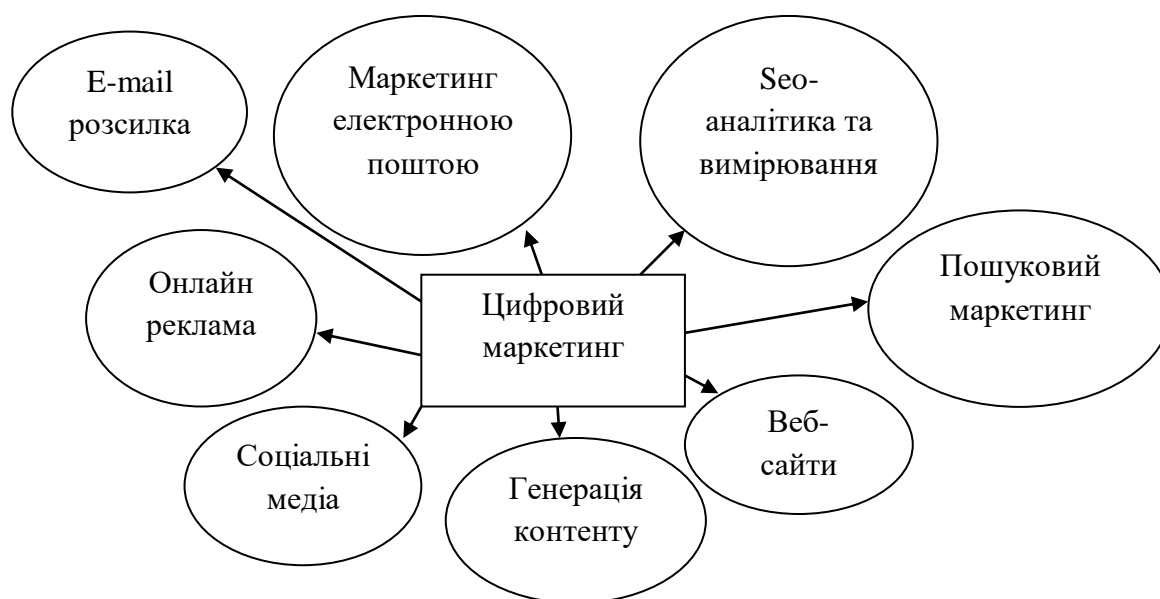 E-mail
розсилка
Маркетинг
електронною
поштою
Seo-
аналітика та
вимірювання
Онлайн
реклама
Цифровий
маркетинг
Пошуковий
маркетинг
Соціальні
медіа
Генерація
контенту
Веб-
сайти